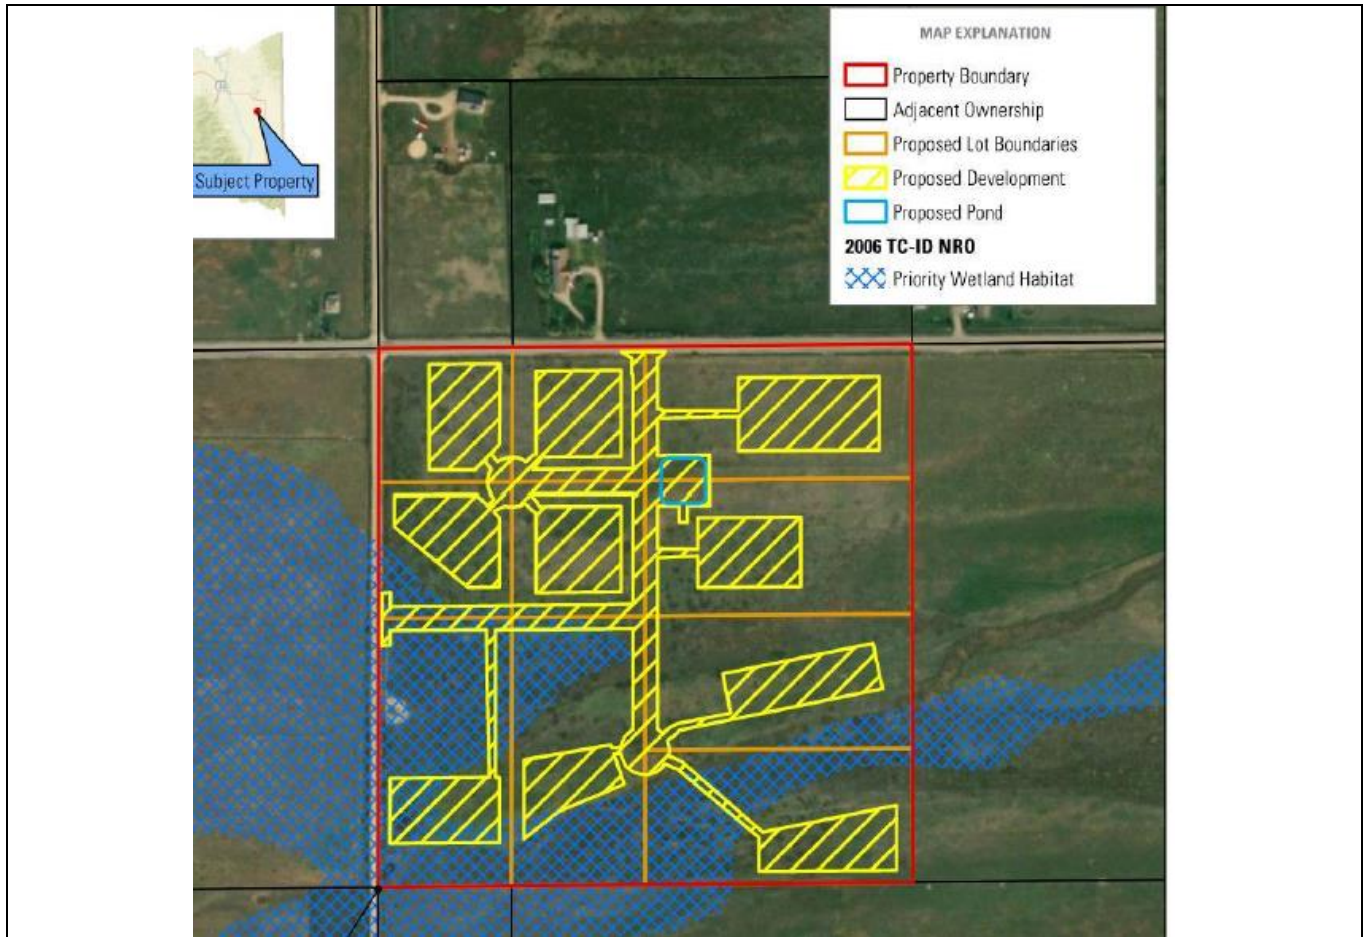 Subject Property
MAP EXPLANATION
Property Boundary
Adjacent Ownership
Proposed Lot Boundaries
Proposed Development
Proposed Pond
2006 TC-ID NRO
Priority Wetland Habitat